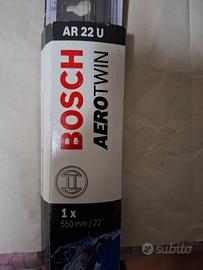 AR 22 U
BOSCH
AEROTWIN
1 x
550 mm / 22"
subito